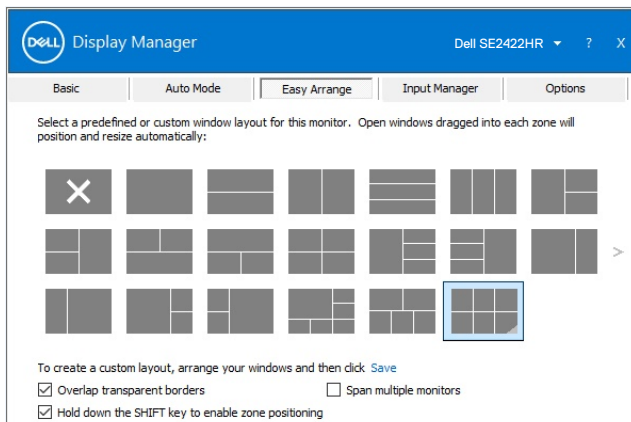 DELL Display Manager Dell SE2422HR ? X
Basic Auto Mode Easy Arrange Input Manager Options
Select a predefined or custom window layout for this monitor. Open windows dragged into each zone will
position and resize automatically:
>
To create a custom layout, arrange your windows and then click Save
Overlap transparent borders Span multiple monitors
Hold down the SHIFT key to enable zone positioning